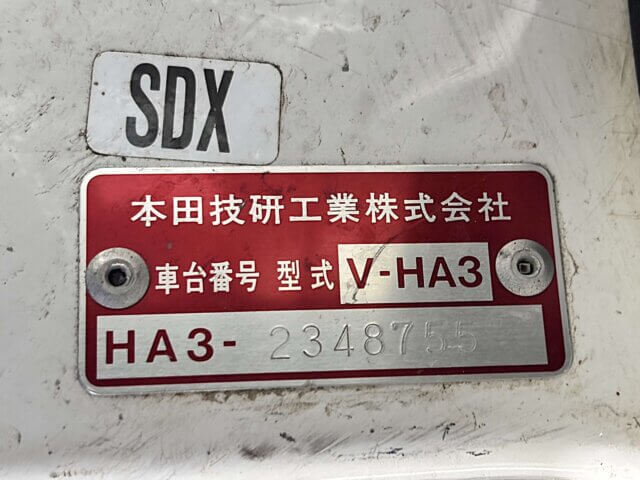 SDX
本田技研工業株式会社
車台番号 型式 V-HA3
HA3- 2348755